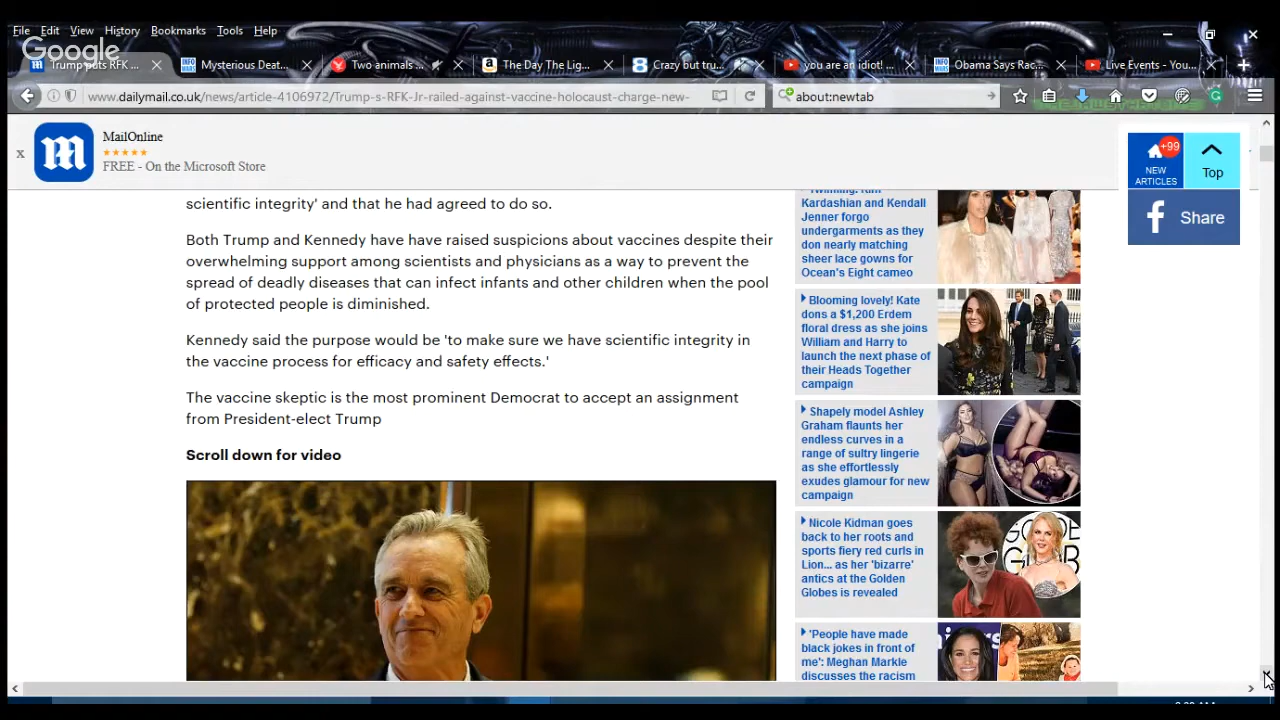 File Edit View History Bookmarks Tools Help
Google
Trump puts RFK ...
Mysterious Deat...
Two animals ...
The Day The Lig...
Crazy but tru...
you are an idiot! ...
Obama Says Rac...
Live Events - You...
www.dailymail.co.uk/news/article-4106972/Trump-s-RFK-Jr-railed-against-vaccine-holocaust-charge-new-
about:newtab
x
MailOnline
FREE - On the Microsoft Store
+99
NEW
ARTICLES
Top
Share
scientific integrity' and that he had agreed to do so.
Both Trump and Kennedy have have raised suspicions about vaccines despite their
overwhelming support among scientists and physicians as a way to prevent the
spread of deadly diseases that can infect infants and other children when the pool
of protected people is diminished.
Kennedy said the purpose would be 'to make sure we have scientific integrity in
the vaccine process for efficacy and safety effects.'
The vaccine skeptic is the most prominent Democrat to accept an assignment
from President-elect Trump
Scroll down for video
Kardashian and Kendall
Jenner forgo
undergarments as they
don nearly matching
sheer lace gowns for
Ocean's Eight cameo
Blooming lovely! Kate
dons a $1,200 Erdem
floral dress as she joins
William and Harry to
launch the next phase of
their Heads Together
campaign
Shapely model Ashley
Graham flaunts her
endless curves in a
range of sultry lingerie
as she effortlessly
exudes glamour for new
campaign
Nicole Kidman goes
back to her roots and
sports fiery red curls in
Lion... as her 'bizarre'
antics at the Golden
Globes is revealed
'People have made
black jokes in front of
me': Meghan Markle
discusses the racism